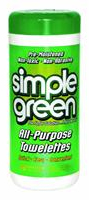 Pre-Moistened
Non-Toxic • Non-Abrasive
simple
green
All-Purpose
Towelettes